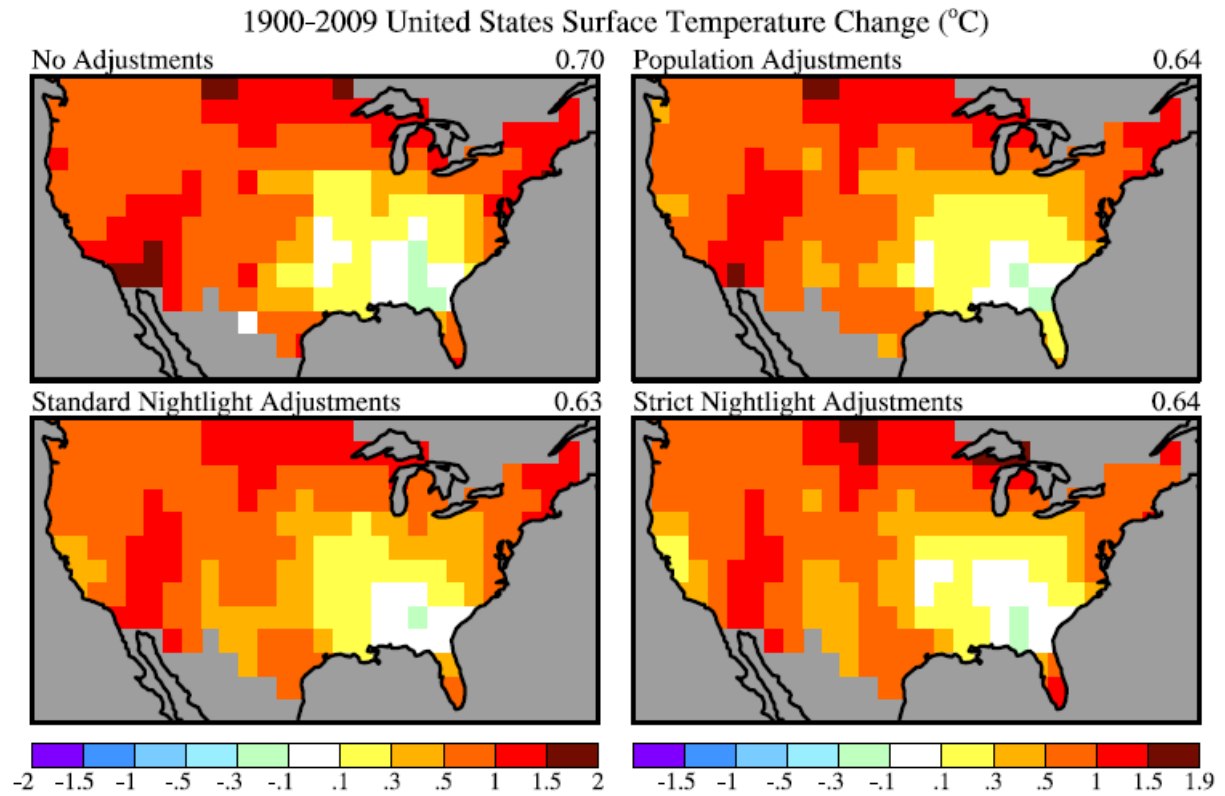 1900-2009 United States Surface Temperature Change (°C)
No Adjustments 0.70
Population Adjustments 0.64
Standard Nightlight Adjustments 0.63
Strict Nightlight Adjustments 0.64
-2 -1.5 -1 -.5 -.3 -.1 .1 .3 .5 1 1.5 2
-1.5 -1 -.5 -.3 -.1 .1 .3 .5 1 1.5 1.9